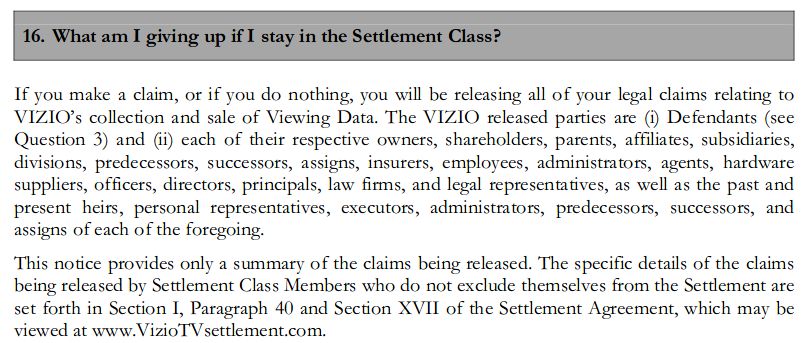 16. What am I giving up if I stay in the Settlement Class?
If you make a claim, or if you do nothing, you will be releasing all of your legal claims relating to
VIZIO's collection and sale of Viewing Data. The VIZIO released parties are (i) Defendants (see
Question 3) and (ii) each of their respective owners, shareholders, parents, affiliates, subsidiaries,
divisions, predecessors, successors, assigns, insurers, employees, administrators, agents, hardware
suppliers, officers, directors, principals, law firms, and legal representatives, as well as the past and
present heirs, personal representatives, executors, administrators, predecessors, successors, and
assigns of each of the foregoing.
This notice provides only a summary of the claims being released. The specific details of the claims
being released by Settlement Class Members who do not exclude themselves from the Settlement are
set forth in Section I, Paragraph 40 and Section XVII of the Settlement Agreement, which may be
viewed at www.VizioTVsettlement.com.